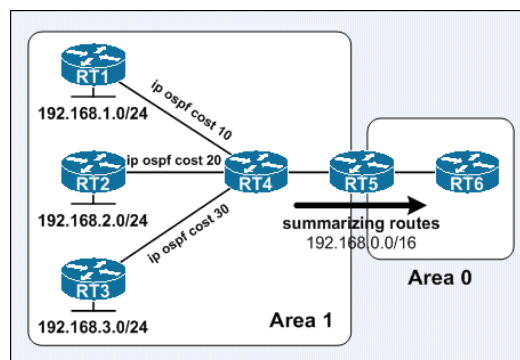 RT1
192.168.1.0/24
ip ospf cost 10
RT2
192.168.2.0/24
ip ospf cost 20
RT3
192.168.3.0/24
ip ospf cost 30
RT4
RT5
RT6
summarizing routes
192.168.0.0/16
Area 1
Area 0